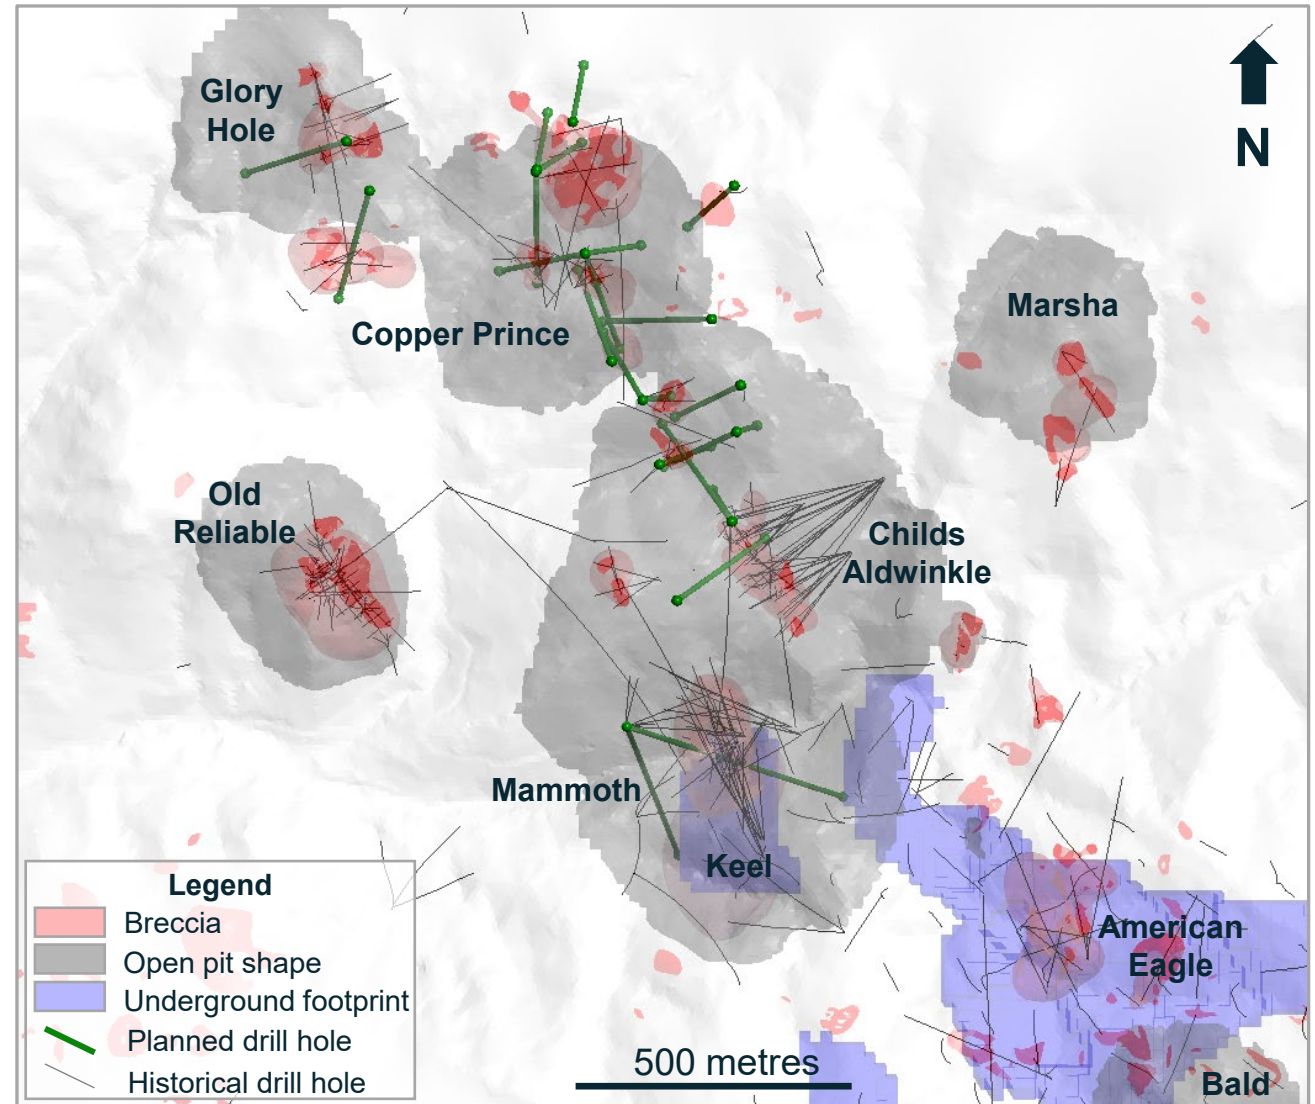 Glory
Hole
N
Marsha
Copper Prince
Old
Reliable
Childs
Aldwinkle
Mammoth
Keel
American
Eagle
Legend
Breccia
Open pit shape
Underground footprint
Planned drill hole
Historical drill hole
500 metres
Bald